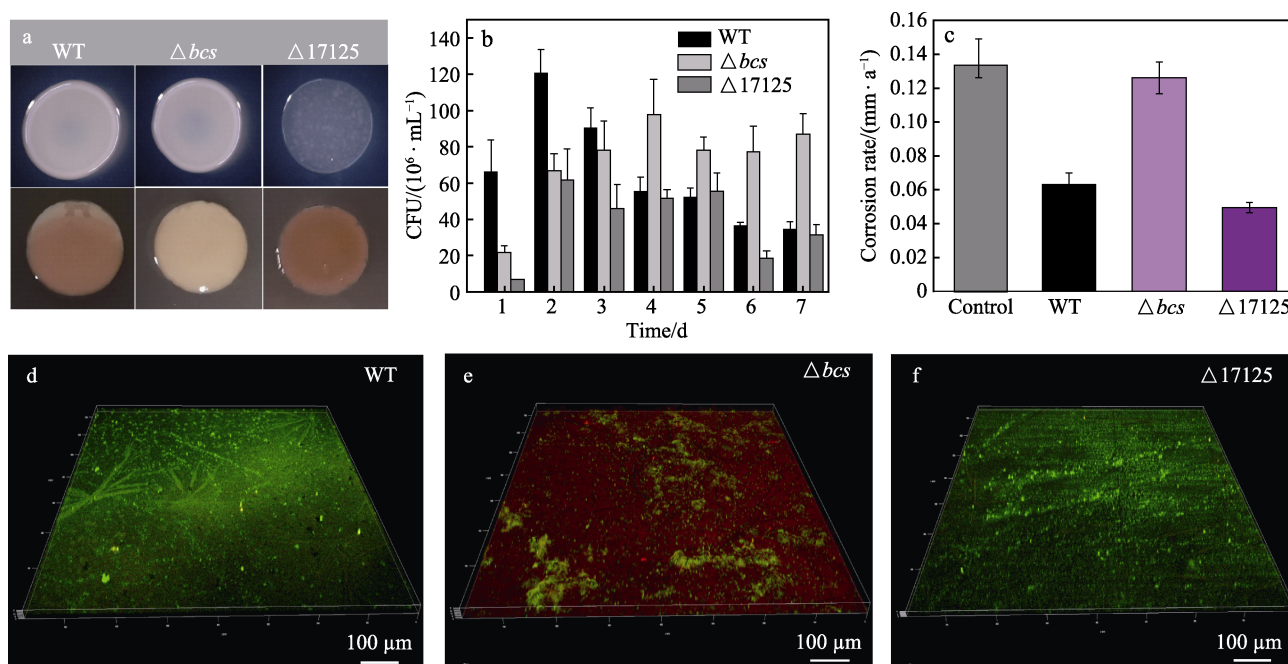 a
WT
△bcs
△17125
b
140
120
100
80
60
40
20
0
CFU/(10⁶ · mL⁻¹)
WT
△bcs
△17125
1 2 3 4 5 6 7
Time/d
c
0.16
0.14
0.12
0.10
0.08
0.06
0.04
0.02
0.00
Corrosion rate/(mm · a⁻¹)
Control WT △bcs △17125
d WT
100 µm
e △bcs
100 µm
f △17125
100 µm